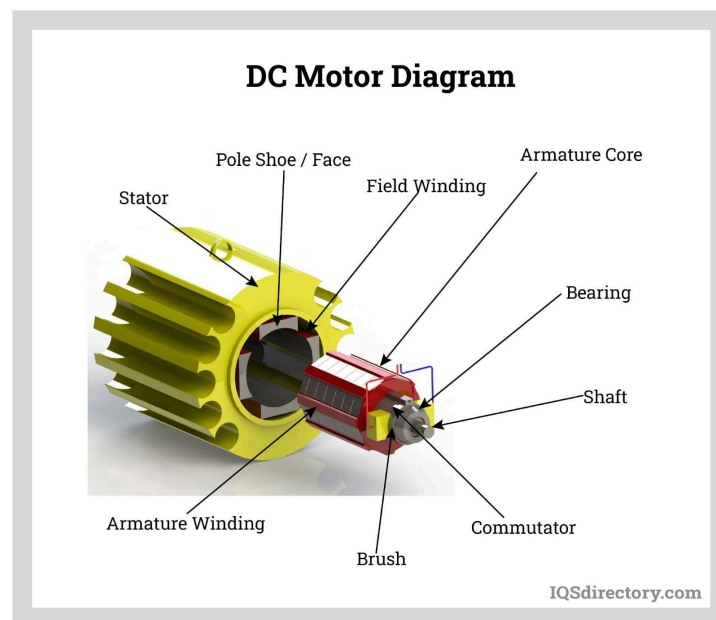 DC Motor Diagram
Pole Shoe / Face
Armature Core
Field Winding
Stator
Bearing
Shaft
Armature Winding
Commutator
Brush
IQSdirectory.com